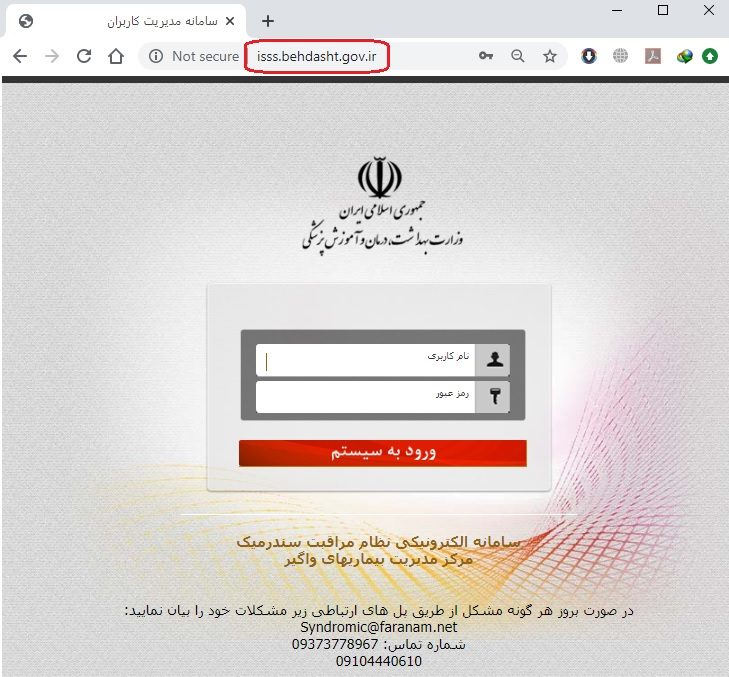 سامانه مدیریت کاربران
Not secure
isss.behdasht.gov.ir
جمهوری اسلامی ایران
وزارت بهداشت، درمان و آموزش پزشکی
نام کاربری
رمز عبور
ورود به سیستم
سامانه الکترونیکی نظام مراقبت سندرمیک
مرکز مدیریت بیماریهای واگیر
در صورت بروز هر گونه مشکل از طریق پل های ارتباطی زیر مشکلات خود را بیان نمایید:
Syndromic@faranam.net
شماره تماس: 09373778967
09104440610